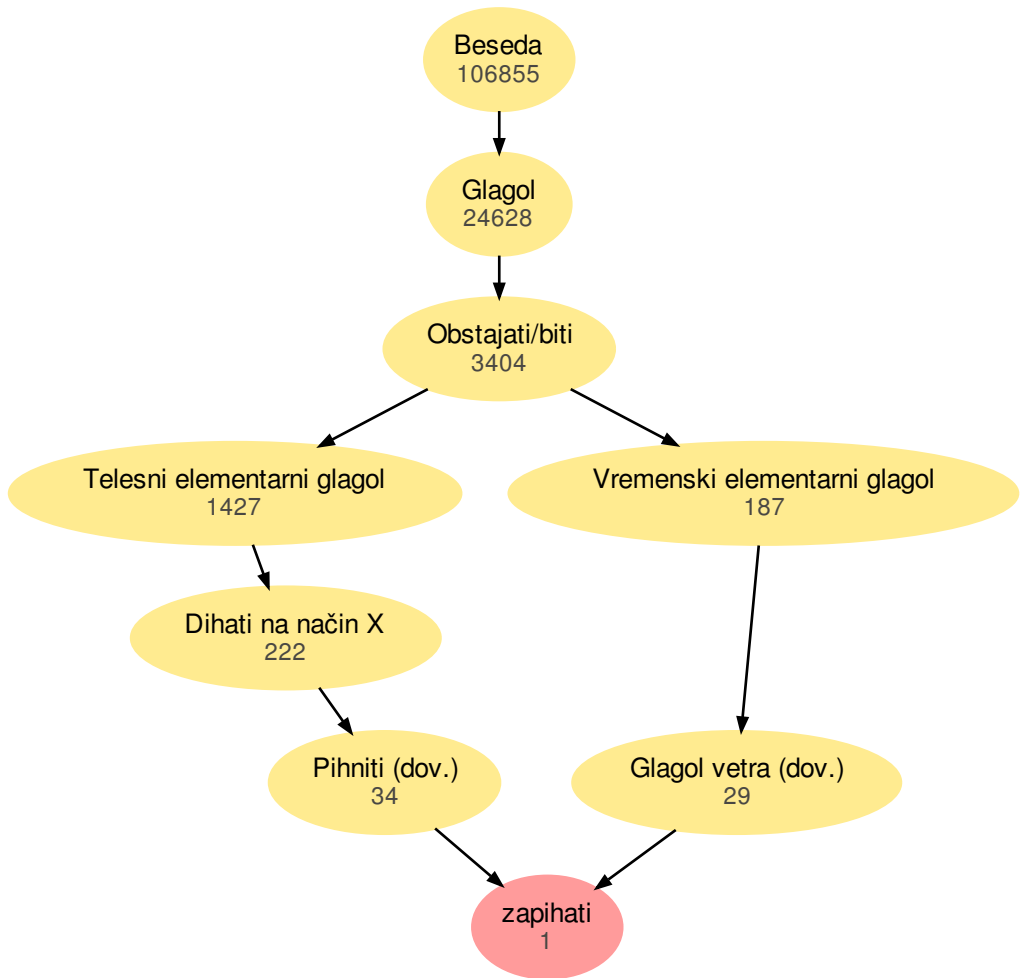 Beseda
106855
Glagol
24628
Obstajati/biti
3404
Telesni elementarni glagol
1427
Vremenski elementarni glagol
187
Dihati na način X
222
Pihniti (dov.)
34
Glagol vetra (dov.)
29
zapihati
1